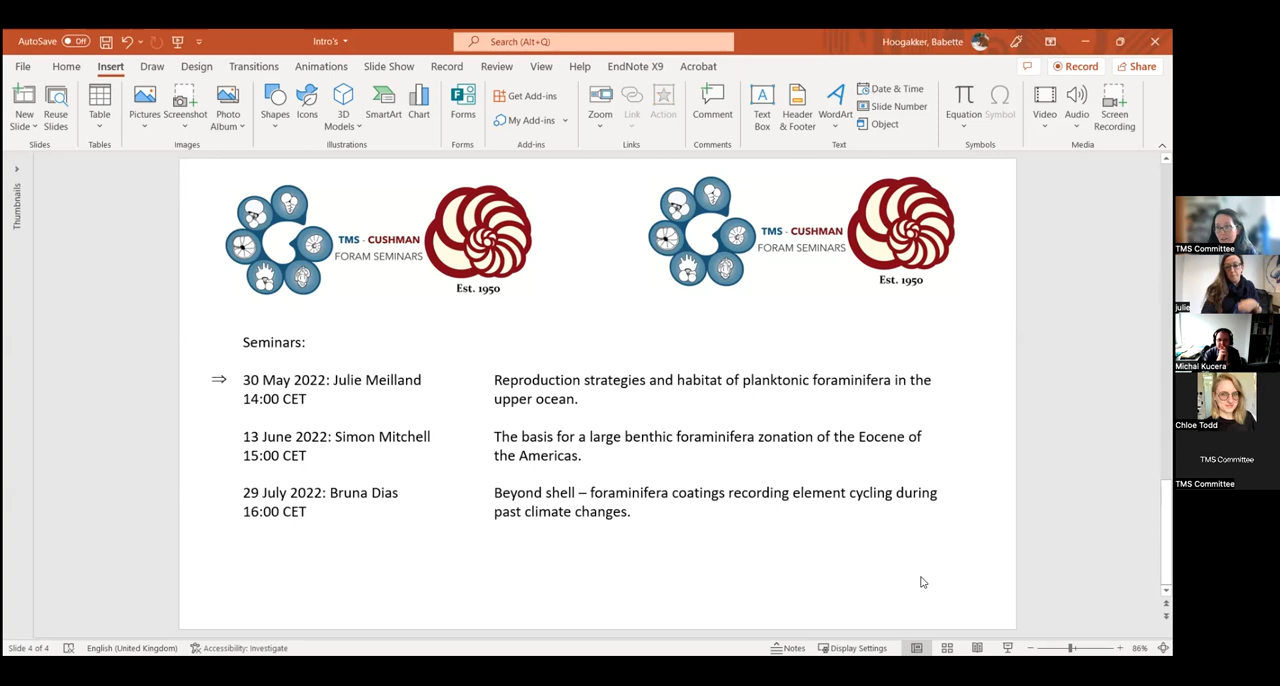 AutoSave Off
Intro's
Search (Alt+Q)
Hoogakker, Babette
File Home Insert Draw Design Transitions Animations Slide Show Record Review View Help EndNote X9 Acrobat
Record
Share
New Slide
Reuse Slides
Table
Pictures
Screenshot
Photo Album
Shapes
Icons
3D Models
SmartArt
Chart
Forms
Get Add-ins
My Add-ins
Zoom
Link
Action
Comment
Text Box
Header & Footer
WordArt
Date & Time
Slide Number
Object
Equation
Symbol
Video
Audio
Screen Recording
Slides
Tables
Images
Illustrations
Forms
Add-ins
Links
Comments
Text
Symbols
Media
Thumbnails
TMS - CUSHMAN
FORAM SEMINARS
Est. 1950
TMS - CUSHMAN
FORAM SEMINARS
Est. 1950
Seminars:
⇒ 30 May 2022: Julie Meilland
14:00 CET
Reproduction strategies and habitat of planktonic foraminifera in the
upper ocean.
13 June 2022: Simon Mitchell
15:00 CET
The basis for a large benthic foraminifera zonation of the Eocene of
the Americas.
29 July 2022: Bruna Dias
16:00 CET
Beyond shell – foraminifera coatings recording element cycling during
past climate changes.
TMS Committee
julie
Michal Kucera
Chloe Todd
TMS Committee
TMS Committee
Slide 4 of 4
English (United Kingdom)
Accessibility: Investigate
Notes
Display Settings
86%